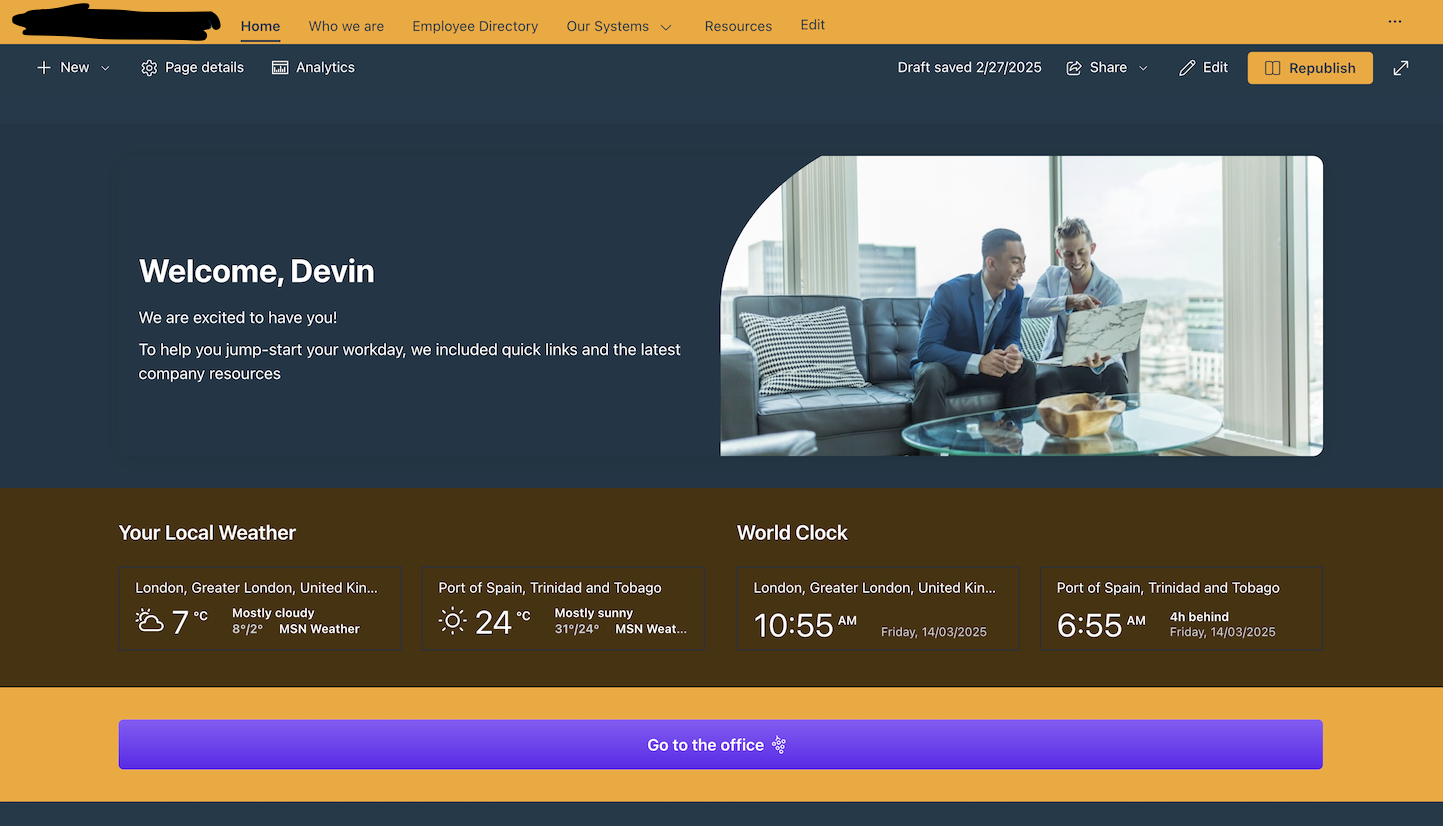 Home Who we are Employee Directory Our Systems Resources Edit ...
New Page details Analytics Draft saved 2/27/2025 Share Edit Republish
Welcome, Devin
We are excited to have you!
To help you jump-start your workday, we included quick links and the latest
company resources
Your Local Weather
London, Greater London, United Kin...
7 °C
Mostly cloudy
8°/2° MSN Weather
Port of Spain, Trinidad and Tobago
24 °C
Mostly sunny
31°/24° MSN Weat...
World Clock
London, Greater London, United Kin...
10:55 AM
Friday, 14/03/2025
Port of Spain, Trinidad and Tobago
6:55 AM
4h behind
Friday, 14/03/2025
Go to the office